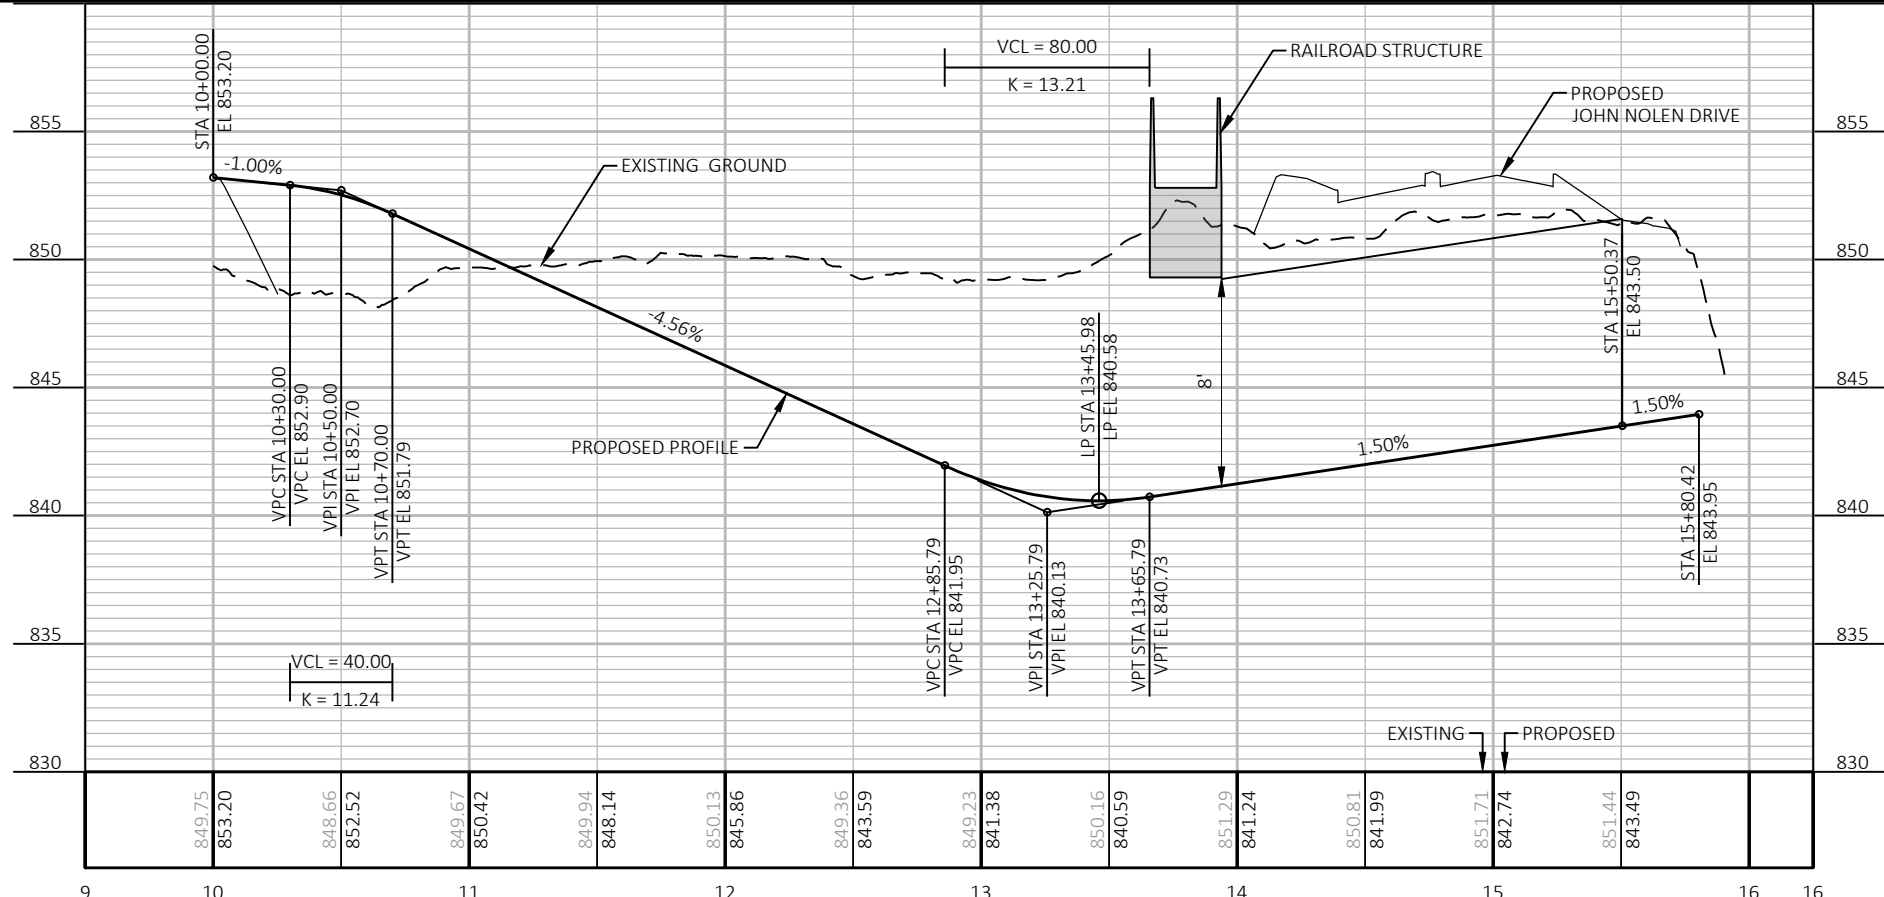 VCL = 80.00
K = 13.21
RAILROAD STRUCTURE
PROPOSED
JOHN NOLEN DRIVE
STA 10+00.00
EL 853.20
-1.00%
EXISTING GROUND
855
855
850
850
845
845
840
840
835
835
830
830
-4.56%
PROPOSED PROFILE
VPC STA 10+30.00
VPC EL 852.90
VPI STA 10+50.00
VPI EL 852.70
VPT STA 10+70.00
VPT EL 851.79
LP STA 13+45.98
LP EL 840.58
8'
STA 15+50.37
EL 843.50
1.50%
1.50%
STA 15+80.42
EL 843.95
VPC STA 12+85.79
VPC EL 841.95
VPI STA 13+25.79
VPI EL 840.13
VPT STA 13+65.79
VPT EL 840.73
VCL = 40.00
K = 11.24
EXISTING
PROPOSED
849.75
853.20
848.66
852.52
849.67
850.42
849.94
848.14
850.13
845.86
849.36
843.59
849.23
841.38
850.16
840.59
851.29
841.24
850.81
841.99
851.71
842.74
851.44
843.49
9
10
11
12
13
14
15
16
16